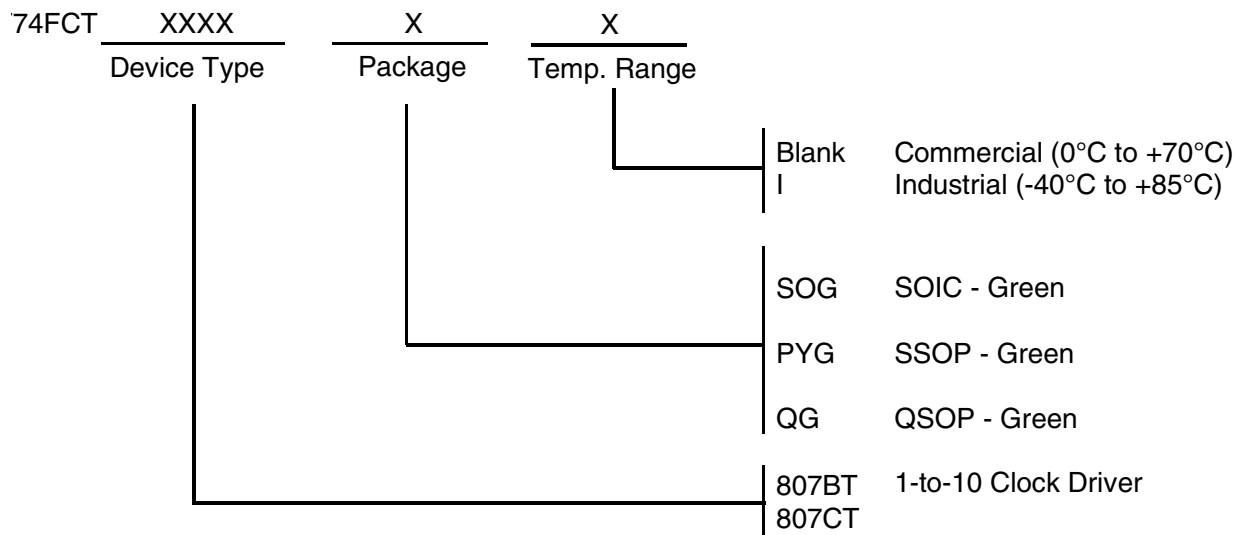 74FCT XXXX X X
Device Type Package Temp. Range
Blank Commercial (0°C to +70°C)
I Industrial (-40°C to +85°C)
SOG SOIC - Green
PYG SSOP - Green
QG QSOP - Green
807BT 1-to-10 Clock Driver
807CT